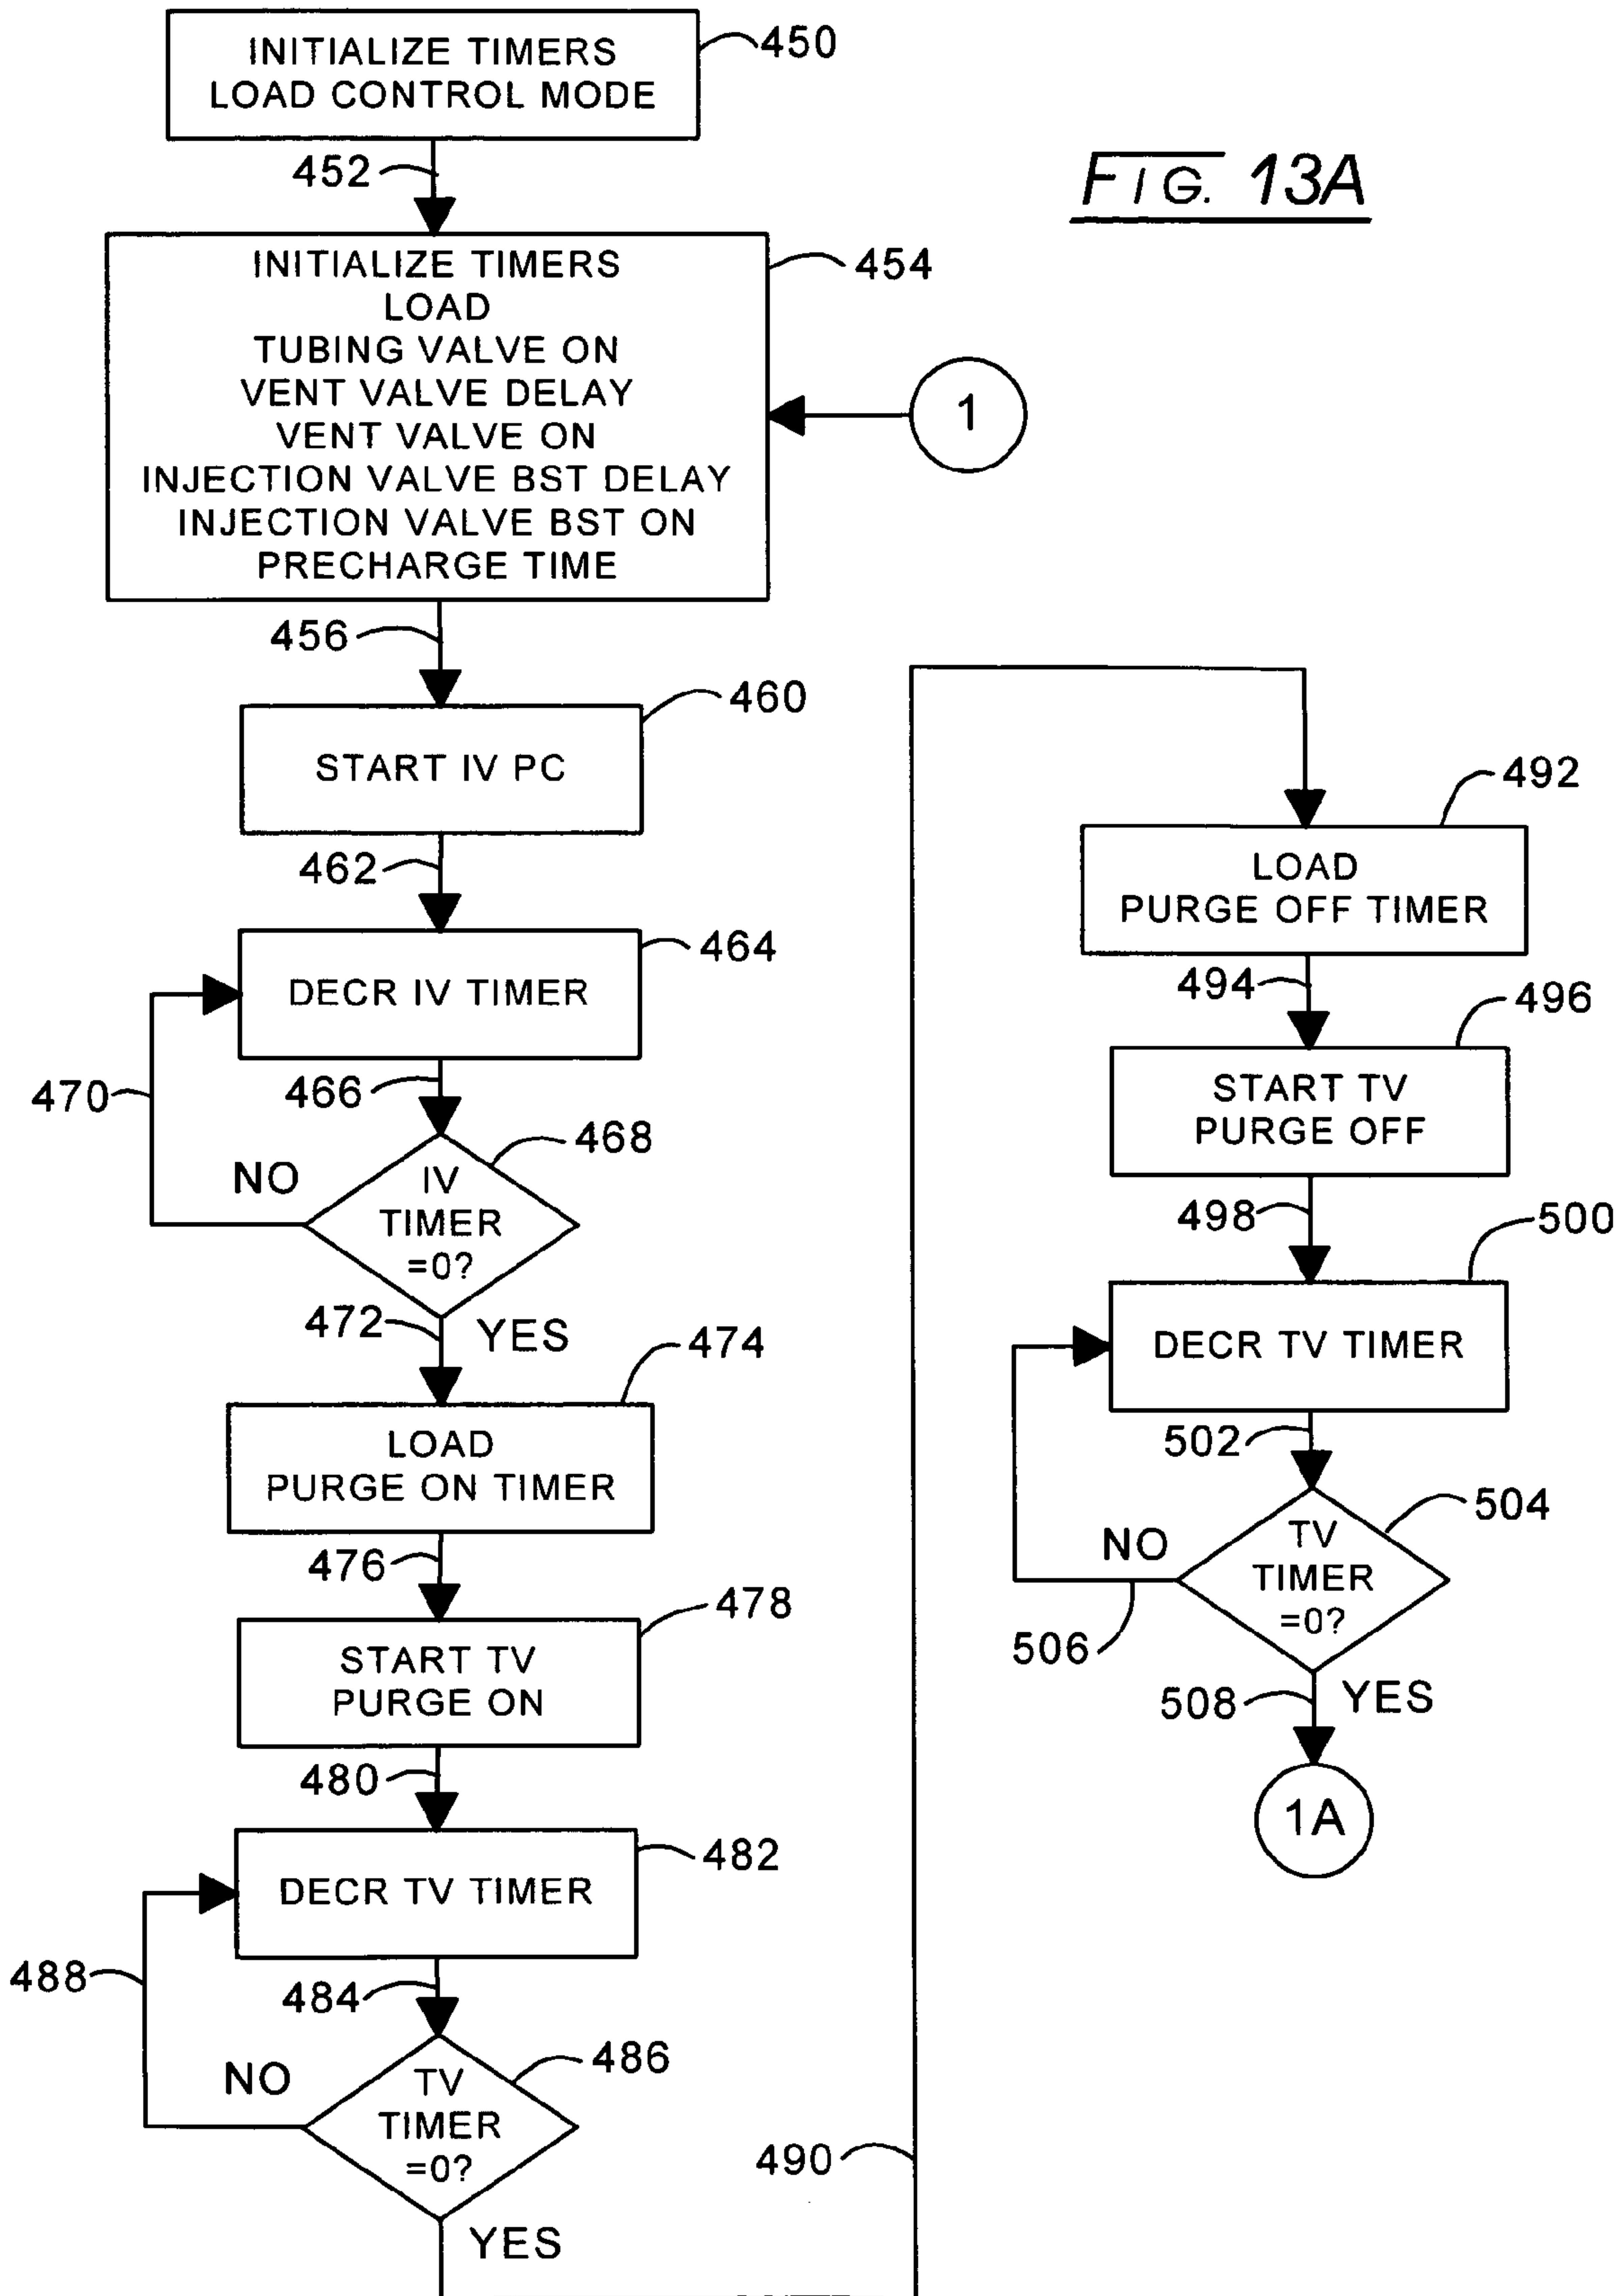 INITIALIZE TIMERS
LOAD CONTROL MODE
450
452
FIG. 13A
INITIALIZE TIMERS
LOAD
TUBING VALVE ON
VENT VALVE DELAY
VENT VALVE ON
INJECTION VALVE BST DELAY
INJECTION VALVE BST ON
PRECHARGE TIME
454
1
456
START IV PC
460
462
DECR IV TIMER
464
466
470
IV
TIMER
=0?
468
NO
472
YES
LOAD
PURGE ON TIMER
474
476
START TV
PURGE ON
478
480
DECR TV TIMER
482
484
488
TV
TIMER
=0?
486
NO
YES
490
LOAD
PURGE OFF TIMER
492
494
START TV
PURGE OFF
496
498
DECR TV TIMER
500
502
TV
TIMER
=0?
504
NO
506
508
YES
1A